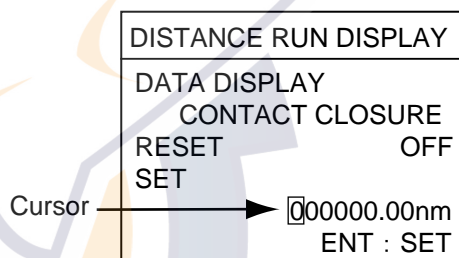 DISTANCE RUN DISPLAY
DATA DISPLAY
CONTACT CLOSURE
RESET OFF
SET
Cursor 000000.00nm
ENT : SET